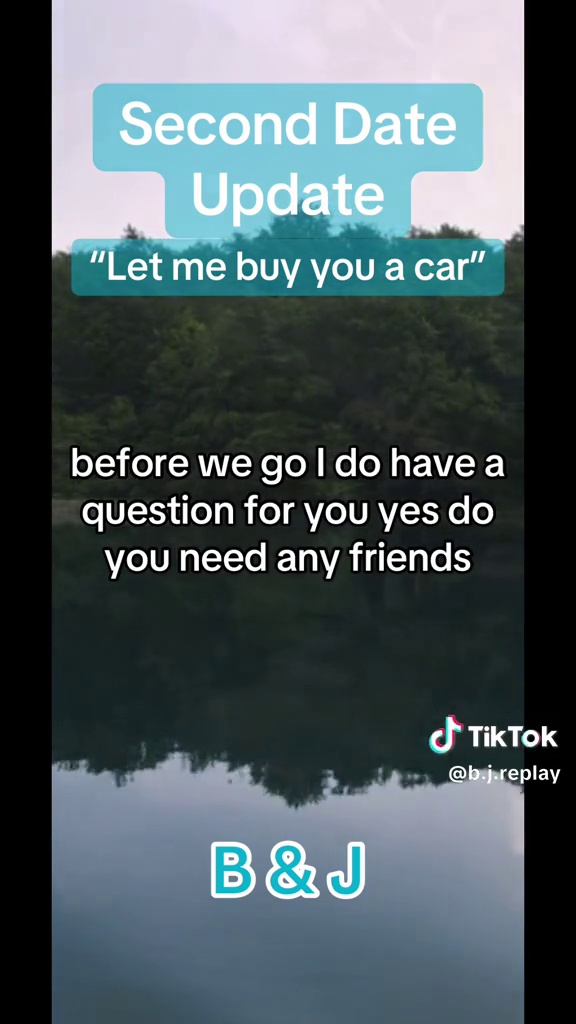 Second Date
Update
“Let me buy you a car”
before we go I do have a
question for you yes do
you need any friends
TikTok
@b.j.replay
B & J